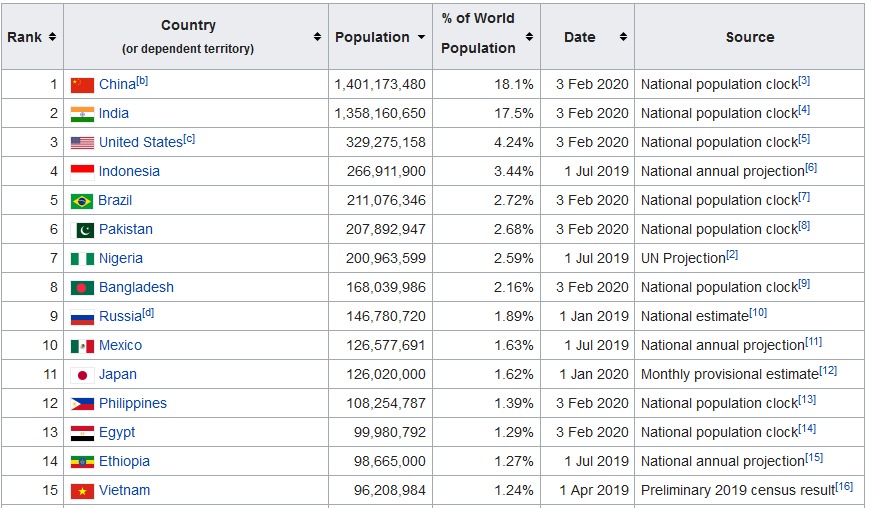 Rank Country (or dependent territory) Population % of World Population Date Source
1 China[b] 1,401,173,480 18.1% 3 Feb 2020 National population clock[3]
2 India 1,358,160,650 17.5% 3 Feb 2020 National population clock[4]
3 United States[c] 329,275,158 4.24% 3 Feb 2020 National population clock[5]
4 Indonesia 266,911,900 3.44% 1 Jul 2019 National annual projection[6]
5 Brazil 211,076,346 2.72% 3 Feb 2020 National population clock[7]
6 Pakistan 207,892,947 2.68% 3 Feb 2020 National population clock[8]
7 Nigeria 200,963,599 2.59% 1 Jul 2019 UN Projection[2]
8 Bangladesh 168,039,986 2.16% 3 Feb 2020 National population clock[9]
9 Russia[d] 146,780,720 1.89% 1 Jan 2019 National estimate[10]
10 Mexico 126,577,691 1.63% 1 Jul 2019 National annual projection[11]
11 Japan 126,020,000 1.62% 1 Jan 2020 Monthly provisional estimate[12]
12 Philippines 108,254,787 1.39% 3 Feb 2020 National population clock[13]
13 Egypt 99,980,792 1.29% 3 Feb 2020 National population clock[14]
14 Ethiopia 98,665,000 1.27% 1 Jul 2019 National annual projection[15]
15 Vietnam 96,208,984 1.24% 1 Apr 2019 Preliminary 2019 census result[16]